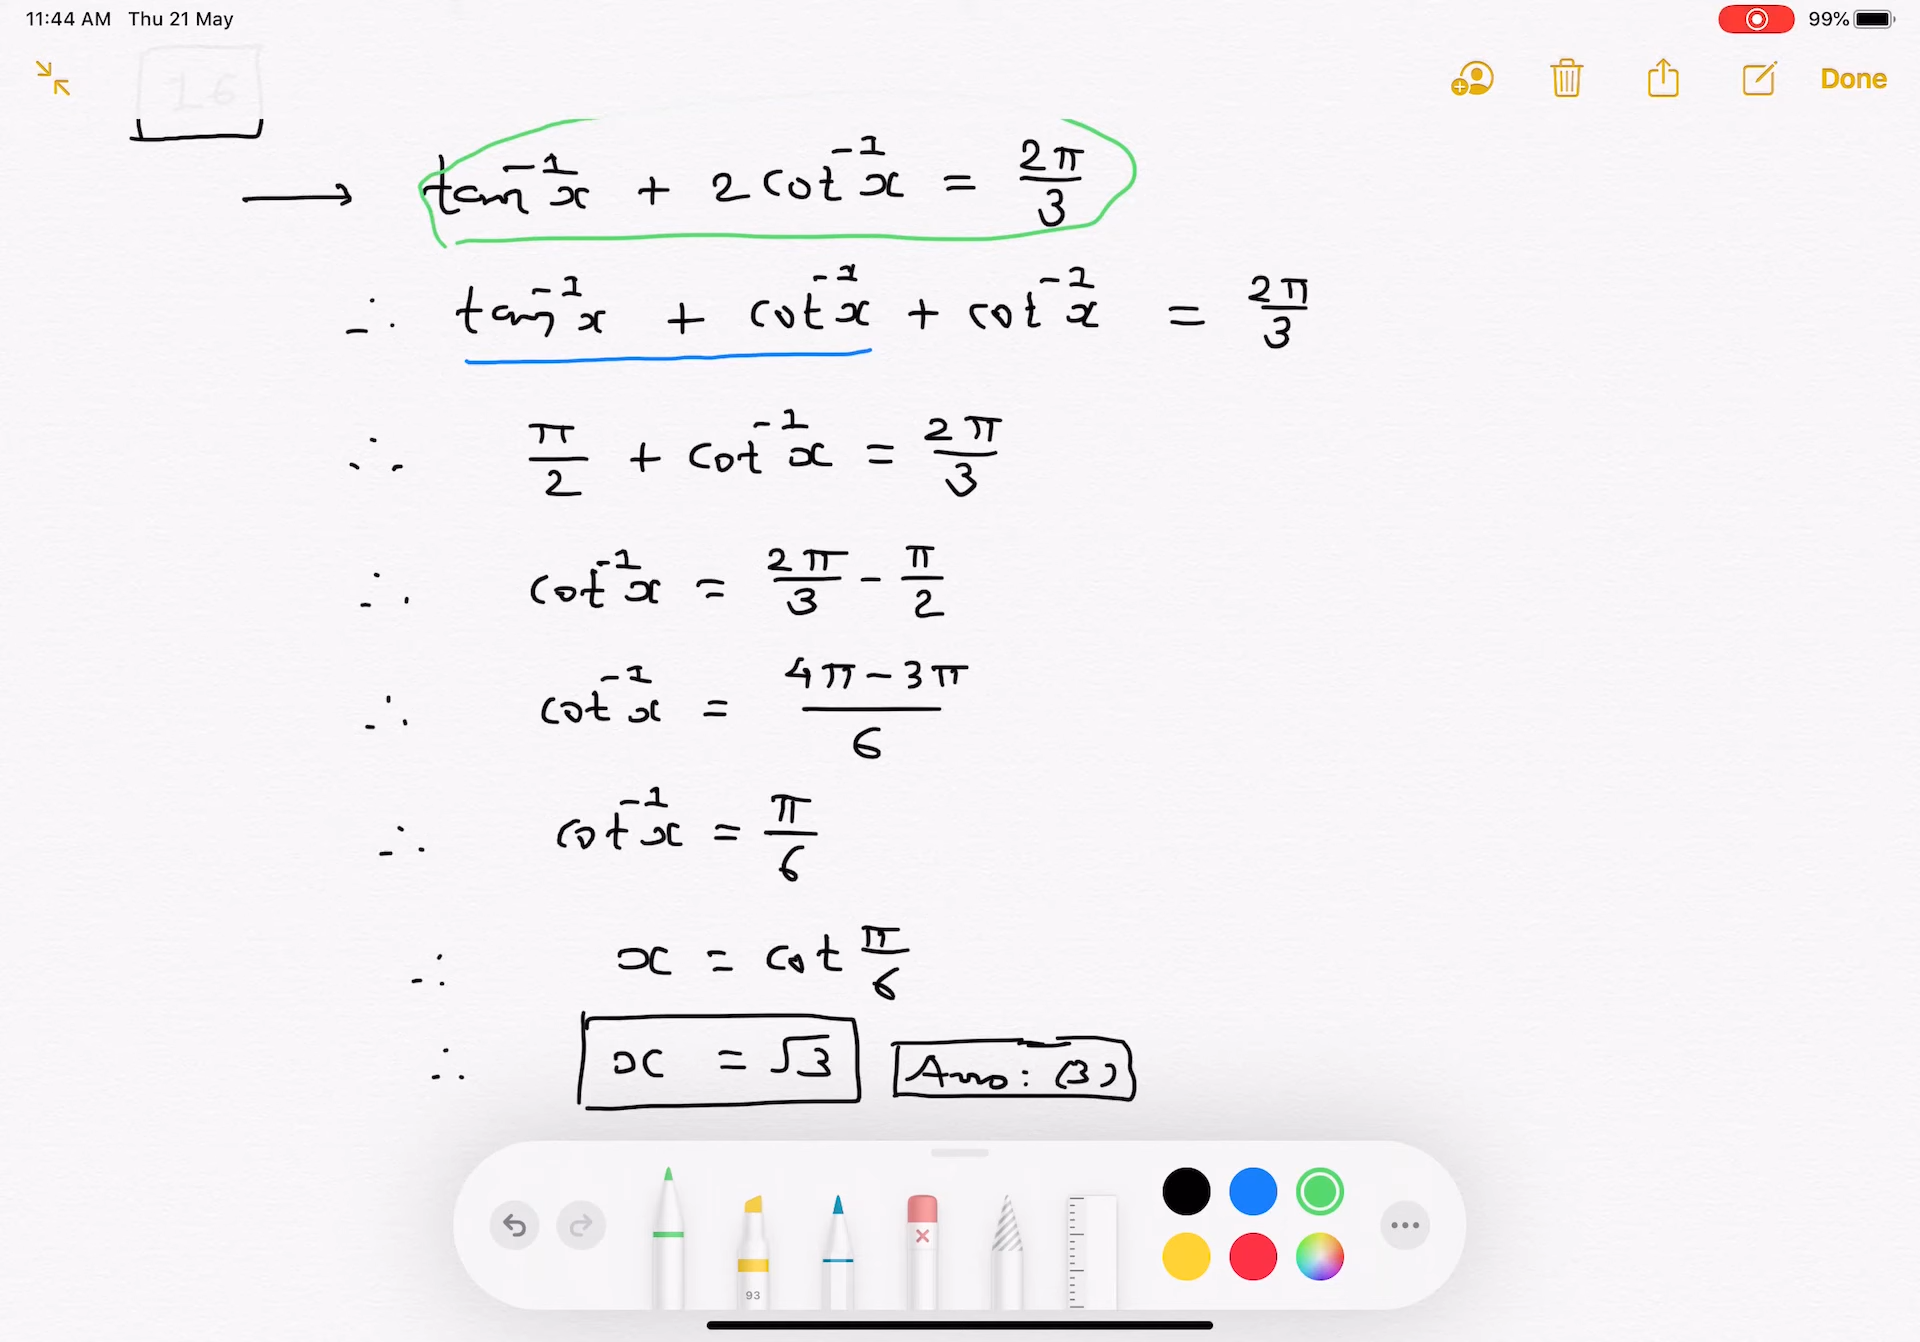 11:44 AM Thu 21 May 99%
16
Done
→ tan⁻¹x + 2 cot⁻¹x = 2π/3
∴ tan⁻¹x + cot⁻¹x + cot⁻¹x = 2π/3
∴ π/2 + cot⁻¹x = 2π/3
∴ cot⁻¹x = 2π/3 - π/2
∴ cot⁻¹x = (4π - 3π)/6
∴ cot⁻¹x = π/6
∴ x = cot π/6
∴ x = √3 Ans: (3)
93